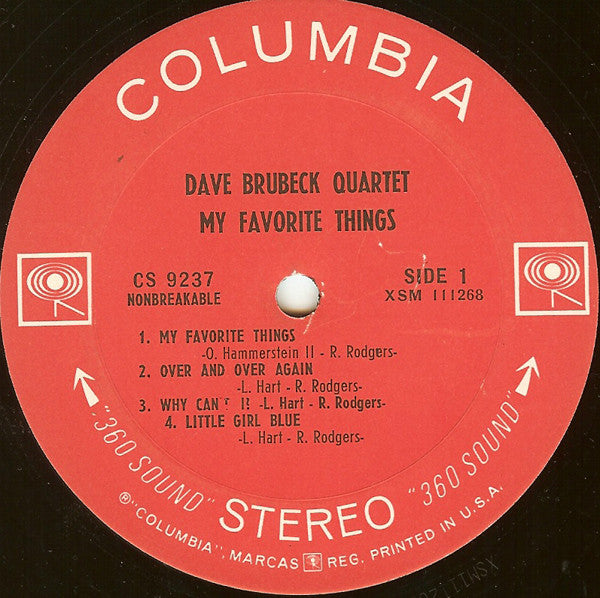 COLUMBIA
DAVE BRUBECK QUARTET
MY FAVORITE THINGS
CS 9237
NONBREAKABLE
SIDE 1
XSM 111268
1. MY FAVORITE THINGS
-O. Hammerstein II - R. Rodgers-
2. OVER AND OVER AGAIN
-L. Hart - R. Rodgers-
3. WHY CAN'T I? -L. Hart - R. Rodgers-
4. LITTLE GIRL BLUE
-L. Hart - R. Rodgers-
"360 SOUND" STEREO "360 SOUND"
Ⓡ "COLUMBIA", MARCAS REG. PRINTED IN U.S.A.